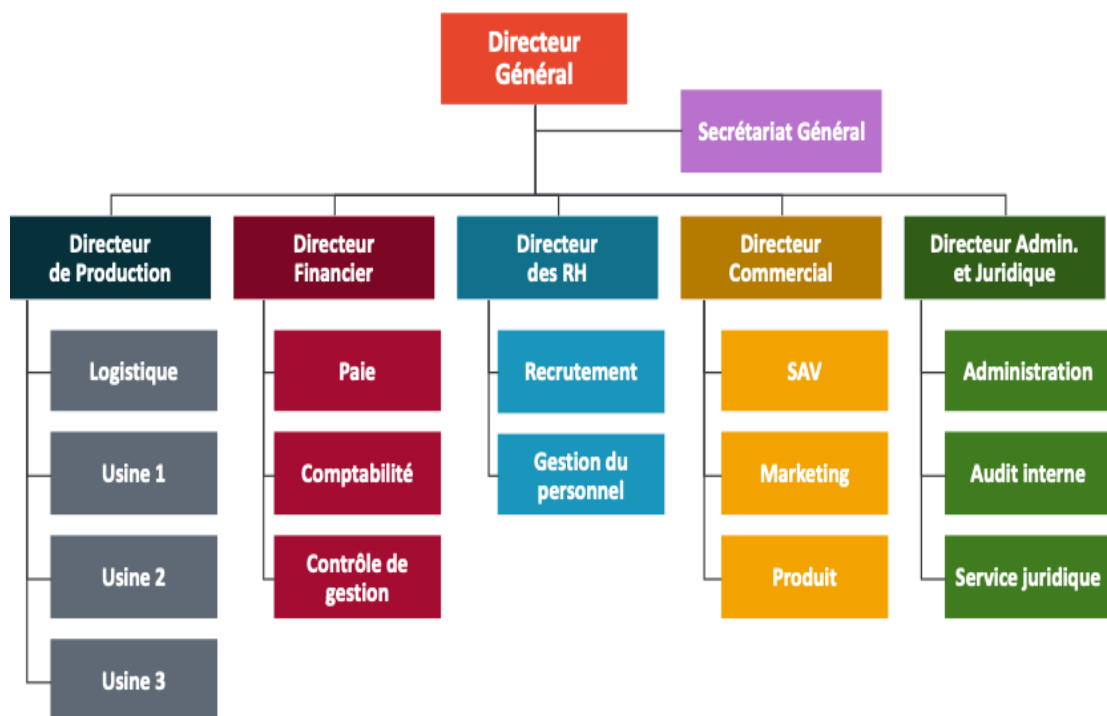 Directeur
Général
Secrétariat Général
Directeur
de Production
Directeur
Financier
Directeur
des RH
Directeur
Commercial
Directeur Admin.
et Juridique
Logistique
Paie
Recrutement
SAV
Administration
Usine 1
Comptabilité
Gestion du
personnel
Marketing
Audit interne
Usine 2
Contrôle de
gestion
Produit
Service juridique
Usine 3